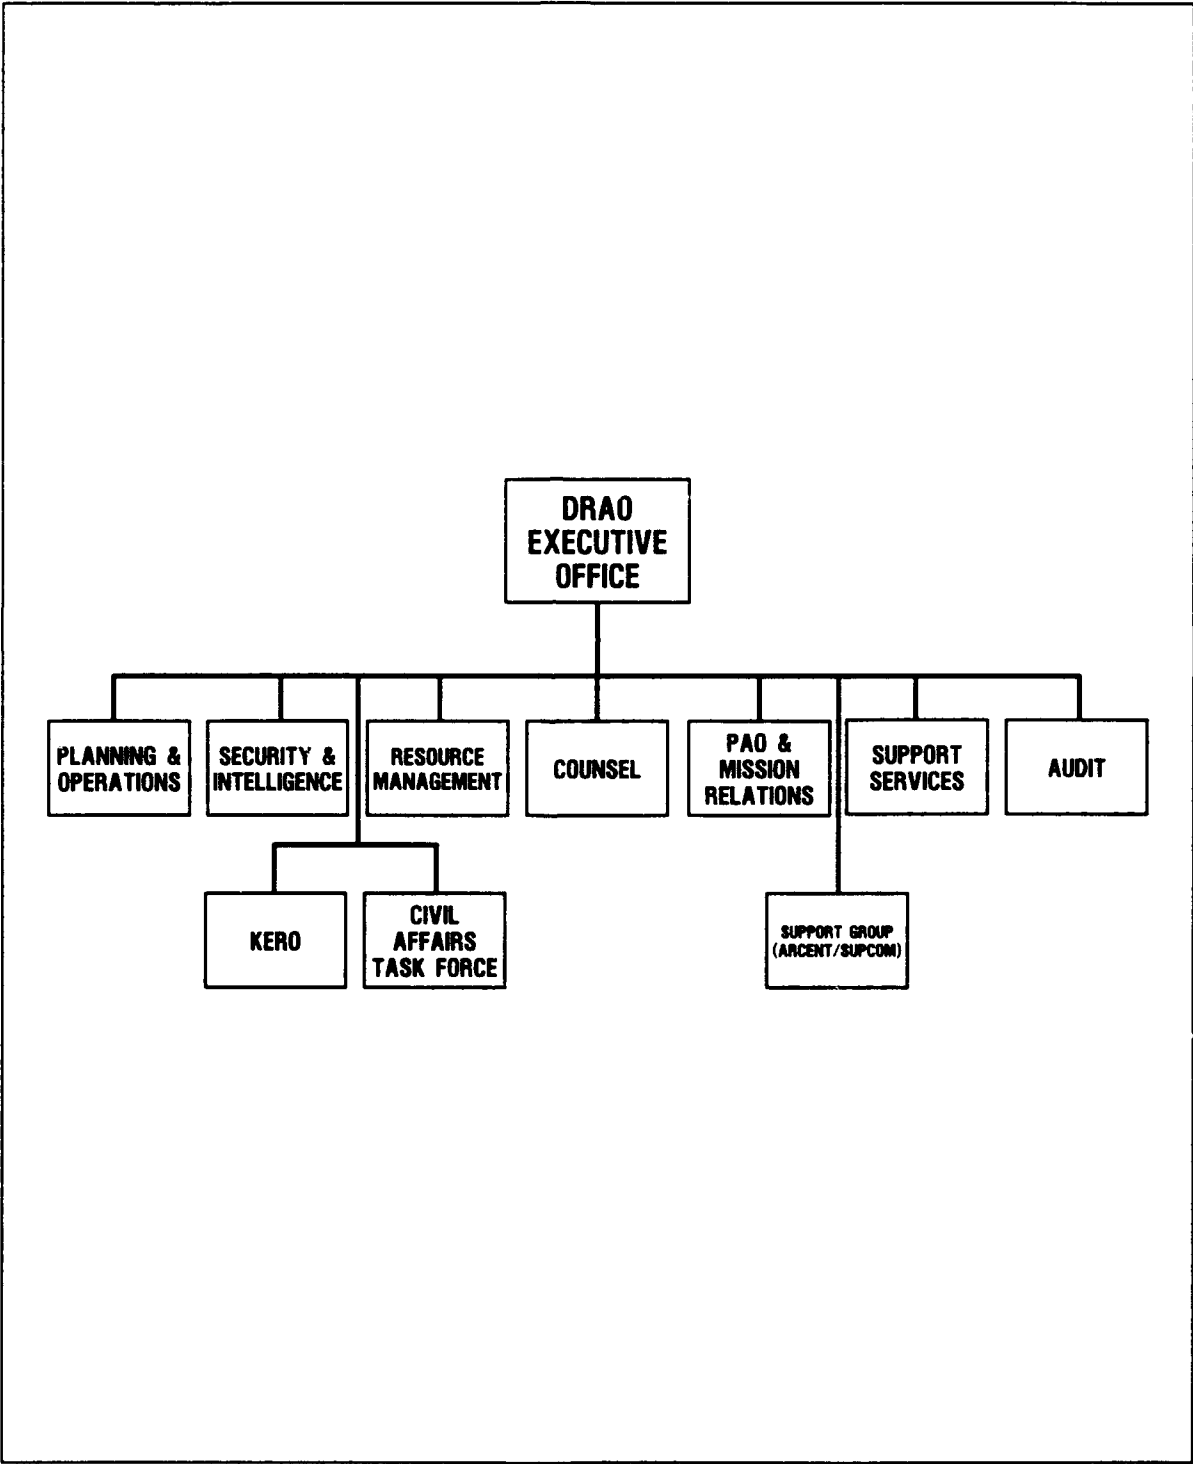 DRAO
EXECUTIVE
OFFICE
PLANNING &
OPERATIONS
SECURITY &
INTELLIGENCE
RESOURCE
MANAGEMENT
COUNSEL
PAO &
MISSION
RELATIONS
SUPPORT
SERVICES
AUDIT
KERO
CIVIL
AFFAIRS
TASK FORCE
SUPPORT GROUP
(ARCENT/SUPCOM)